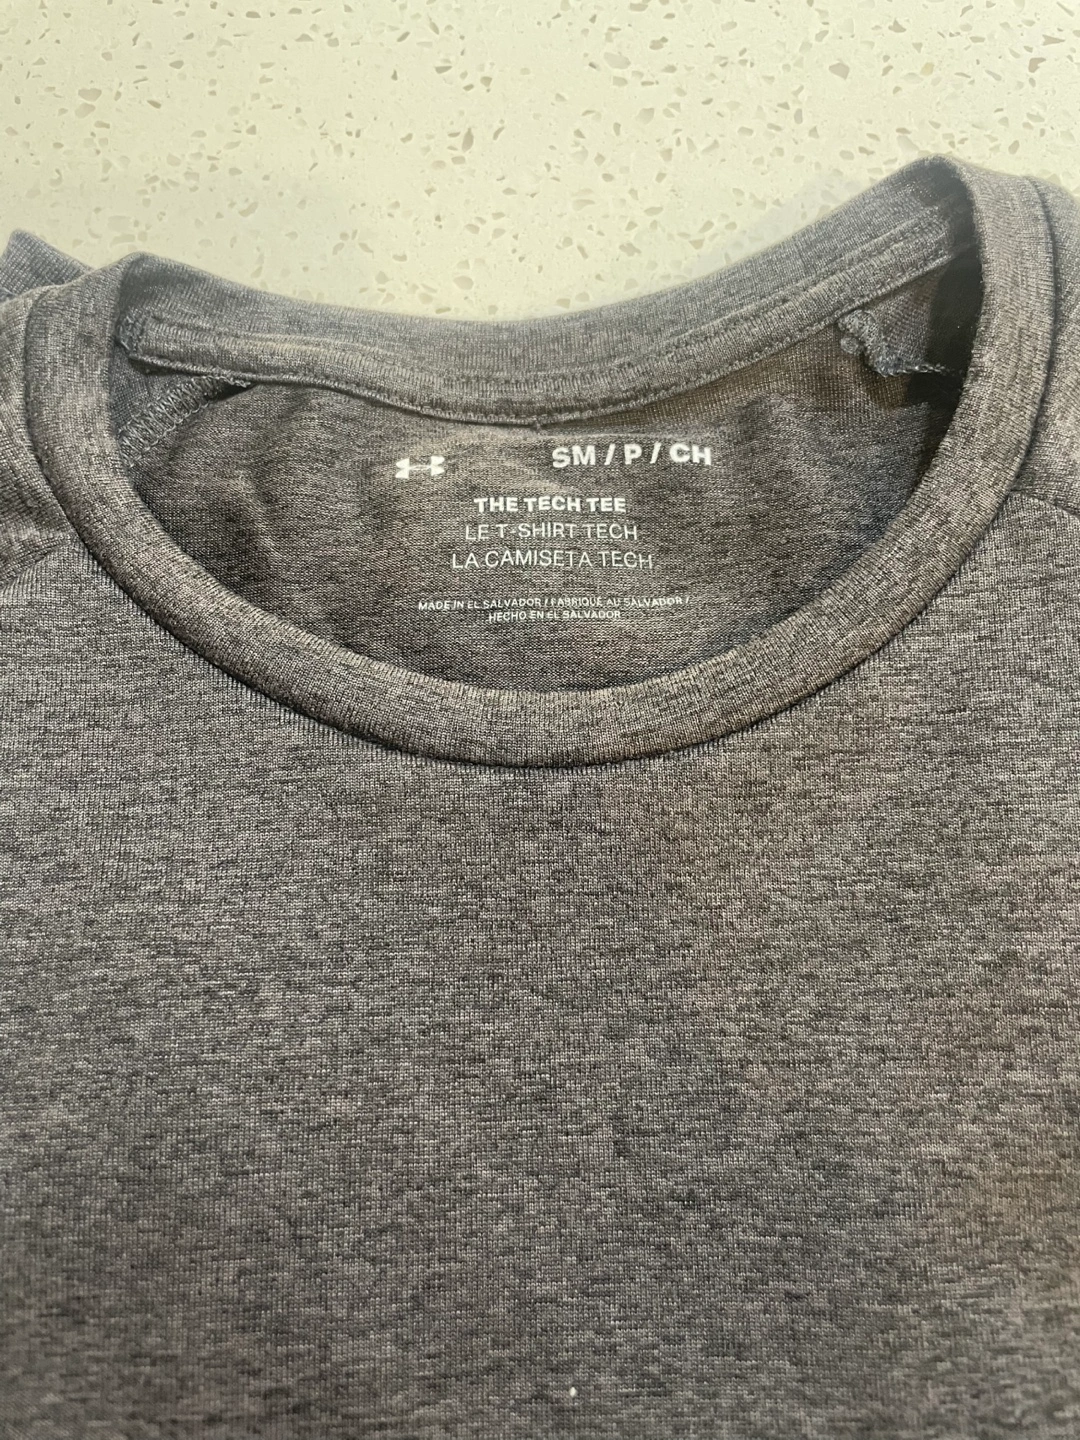 SM / P / CH
THE TECH TEE
LE T-SHIRT TECH
LA CAMISETA TECH
MADE IN EL SALVADOR / FABRIQUÉ AU SALVADOR /
HECHO EN EL SALVADOR